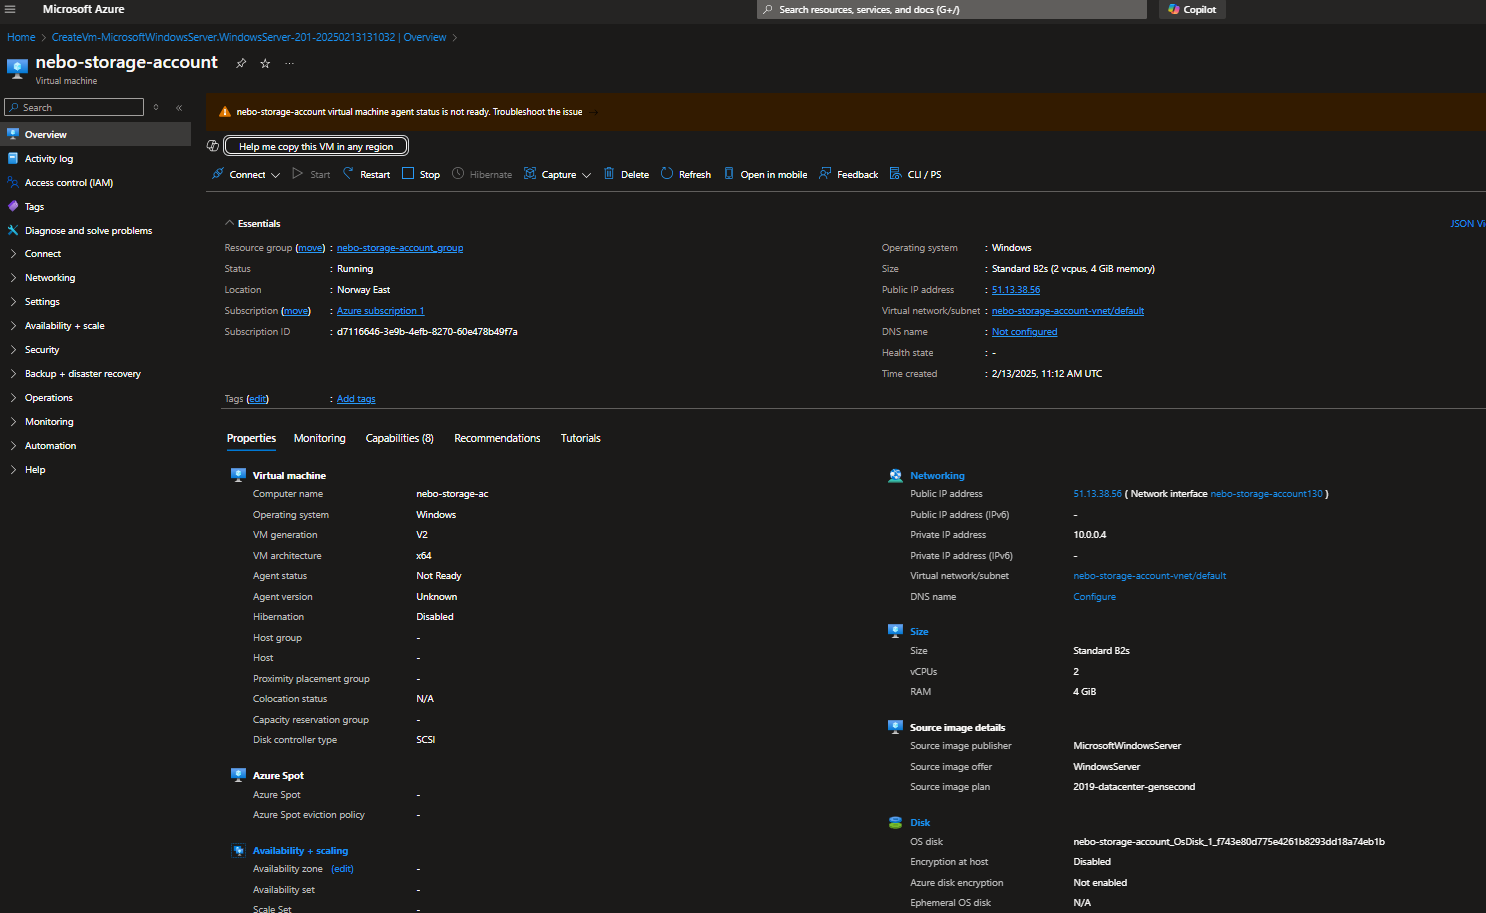 Microsoft Azure
Search resources, services, and docs (G+/)
Copilot
Home > CreateVm-MicrosoftWindowsServer.WindowsServer-201-20250213131032 | Overview >
nebo-storage-account
Virtual machine
Search
nebo-storage-account virtual machine agent status is not ready. Troubleshoot the issue →
Overview
Activity log
Access control (IAM)
Tags
Diagnose and solve problems
Connect
Networking
Settings
Availability + scale
Security
Backup + disaster recovery
Operations
Monitoring
Automation
Help
Help me copy this VM in any region
Connect Start Restart Stop Hibernate Capture Delete Refresh Open in mobile Feedback CLI / PS
Essentials
JSON Vi
Resource group (move) : nebo-storage-account_group
Status : Running
Location : Norway East
Subscription (move) : Azure subscription 1
Subscription ID : d7116646-3e9b-4efb-8270-60e478b49f7a
Operating system : Windows
Size : Standard B2s (2 vcpus, 4 GiB memory)
Public IP address : 51.13.38.56
Virtual network/subnet : nebo-storage-account-vnet/default
DNS name : Not configured
Health state : -
Time created : 2/13/2025, 11:12 AM UTC
Tags (edit) : Add tags
Properties Monitoring Capabilities (8) Recommendations Tutorials
Virtual machine
Computer name nebo-storage-ac
Operating system Windows
VM generation V2
VM architecture x64
Agent status Not Ready
Agent version Unknown
Hibernation Disabled
Host group -
Host -
Proximity placement group -
Colocation status N/A
Capacity reservation group -
Disk controller type SCSI
Azure Spot
Azure Spot -
Azure Spot eviction policy -
Availability + scaling
Availability zone (edit) -
Availability set -
Scale Set -
Networking
Public IP address 51.13.38.56 ( Network interface nebo-storage-account130 )
Public IP address (IPv6) -
Private IP address 10.0.0.4
Private IP address (IPv6) -
Virtual network/subnet nebo-storage-account-vnet/default
DNS name Configure
Size
Size Standard B2s
vCPUs 2
RAM 4 GiB
Source image details
Source image publisher MicrosoftWindowsServer
Source image offer WindowsServer
Source image plan 2019-datacenter-gensecond
Disk
OS disk nebo-storage-account_OsDisk_1_f743e80d775e4261b8293dd18a74eb1b
Encryption at host Disabled
Azure disk encryption Not enabled
Ephemeral OS disk N/A